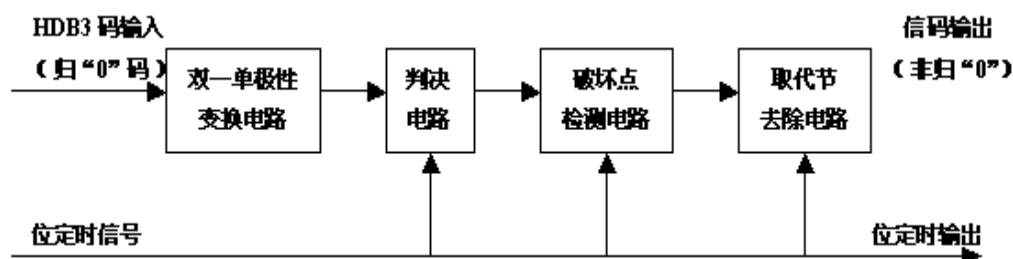 HDB3 码输入
（归“0”码）
双一单极性
变换电路
判决
电路
破坏点
检测电路
取代节
去除电路
信码输出
（非归“0”）
位定时信号
位定时输出